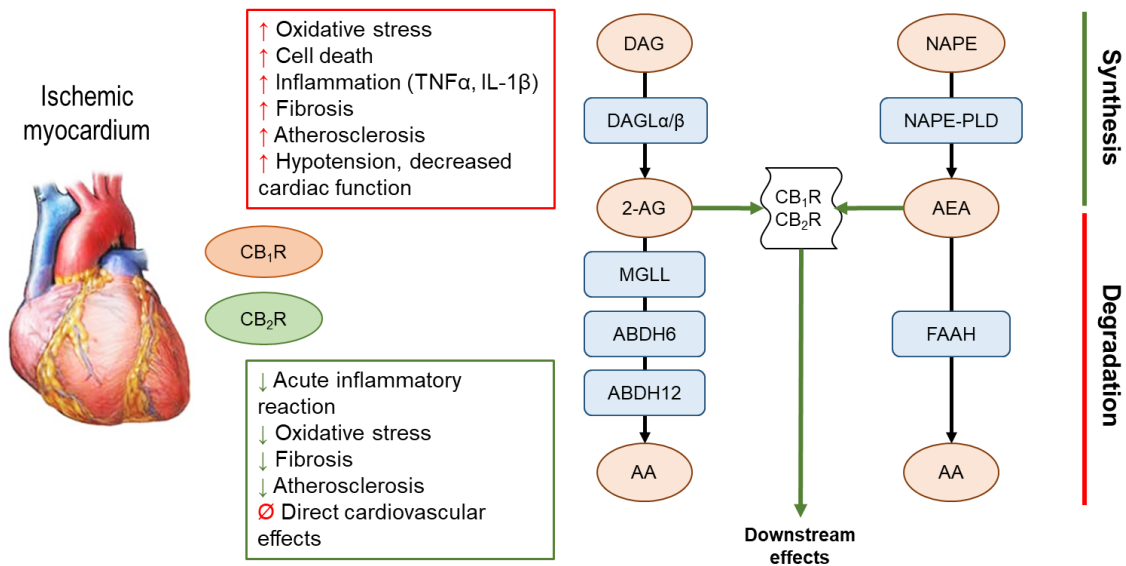 Ischemic
myocardium
↑ Oxidative stress
↑ Cell death
↑ Inflammation (TNFα, IL-1β)
↑ Fibrosis
↑ Atherosclerosis
↑ Hypotension, decreased
cardiac function
CB₁R
CB₂R
↓ Acute inflammatory
reaction
↓ Oxidative stress
↓ Fibrosis
↓ Atherosclerosis
Ø Direct cardiovascular
effects
DAG
DAGLα/β
2-AG
MGLL
ABDH6
ABDH12
AA
CB₁R
CB₂R
Downstream
effects
NAPE
NAPE-PLD
AEA
FAAH
AA
Synthesis
Degradation